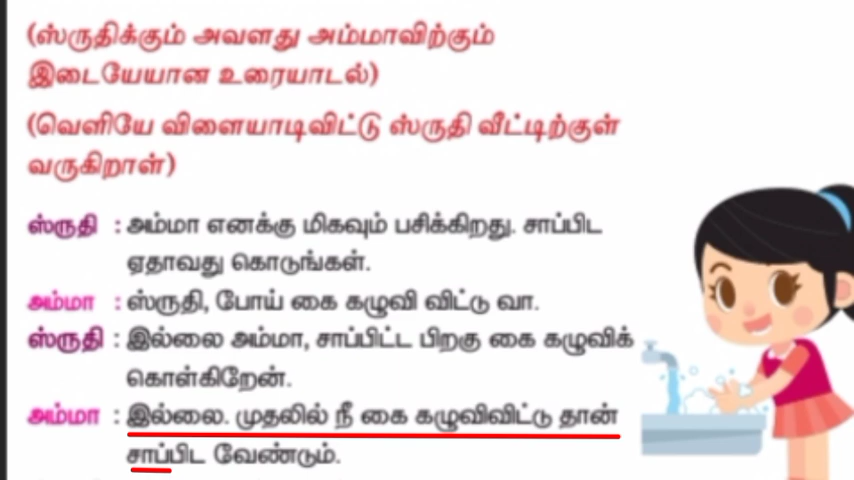 (ஸ்ருதிக்கும் அவளது அம்மாவிற்கும்
இடையேயான உரையாடல்)
(வெளியே விளையாடிவிட்டு ஸ்ருதி வீட்டிற்குள்
வருகிறாள்)
ஸ்ருதி : அம்மா எனக்கு மிகவும் பசிக்கிறது. சாப்பிட
ஏதாவது கொடுங்கள்.
அம்மா : ஸ்ருதி, போய் கை கழுவி விட்டு வா.
ஸ்ருதி : இல்லை அம்மா, சாப்பிட்ட பிறகு கை கழுவிக்
கொள்கிறேன்.
அம்மா : இல்லை. முதலில் நீ கை கழுவிவிட்டு தான்
சாப்பிட வேண்டும்.